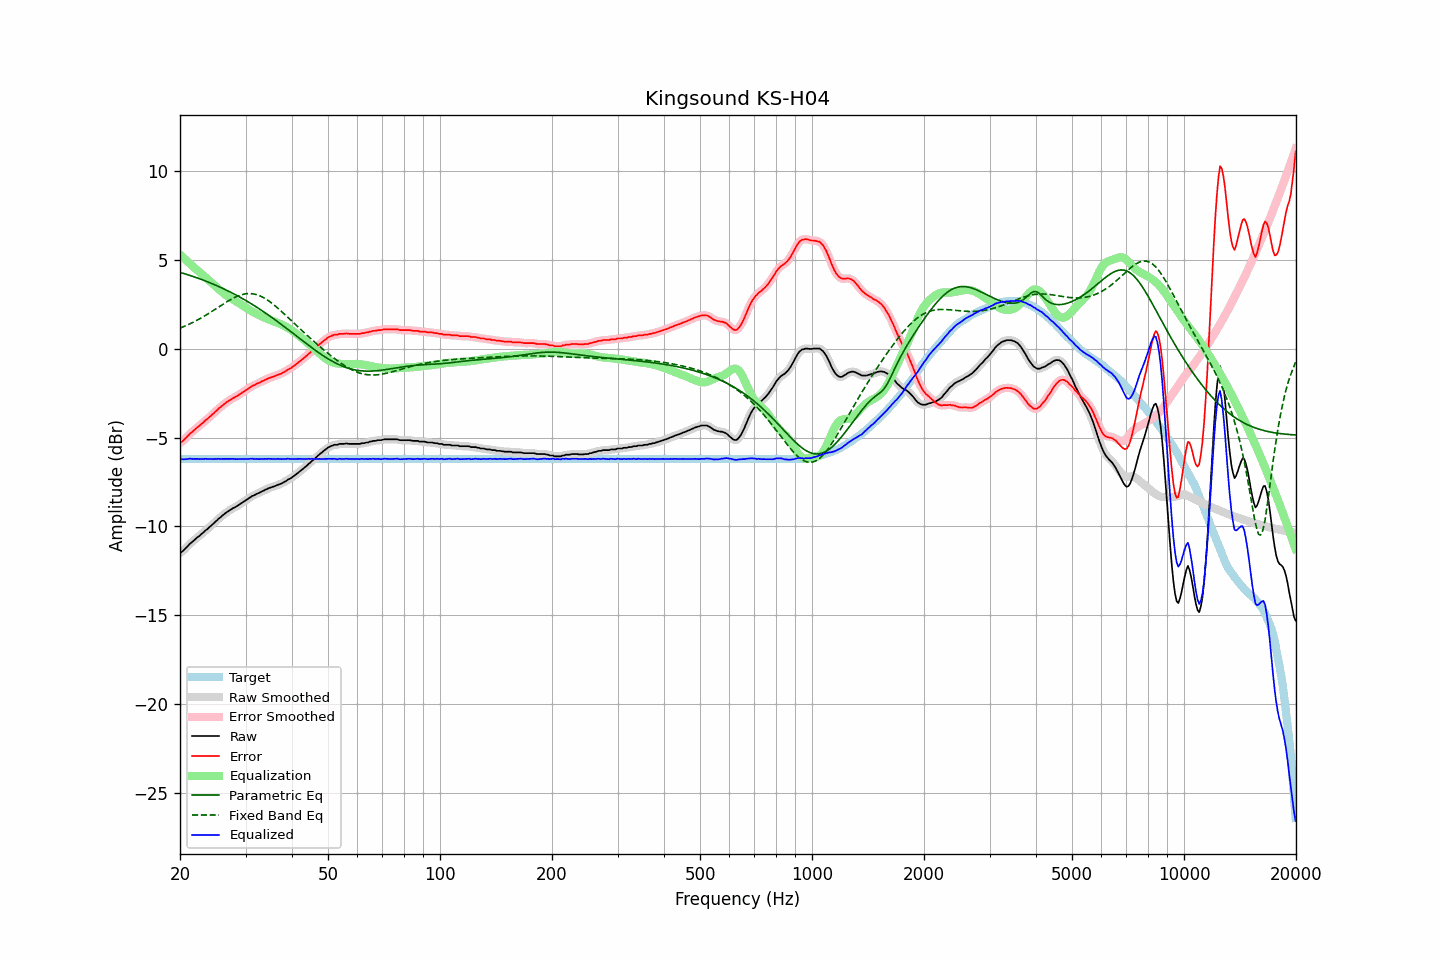 Kingsound KS-H04
Amplitude (dBr)
10
5
0
−5
−10
−15
−20
−25
Target
Raw Smoothed
Error Smoothed
Raw
Error
Equalization
Parametric Eq
Fixed Band Eq
Equalized
20 50 100 200 500 1000 2000 5000 10000 20000
Frequency (Hz)